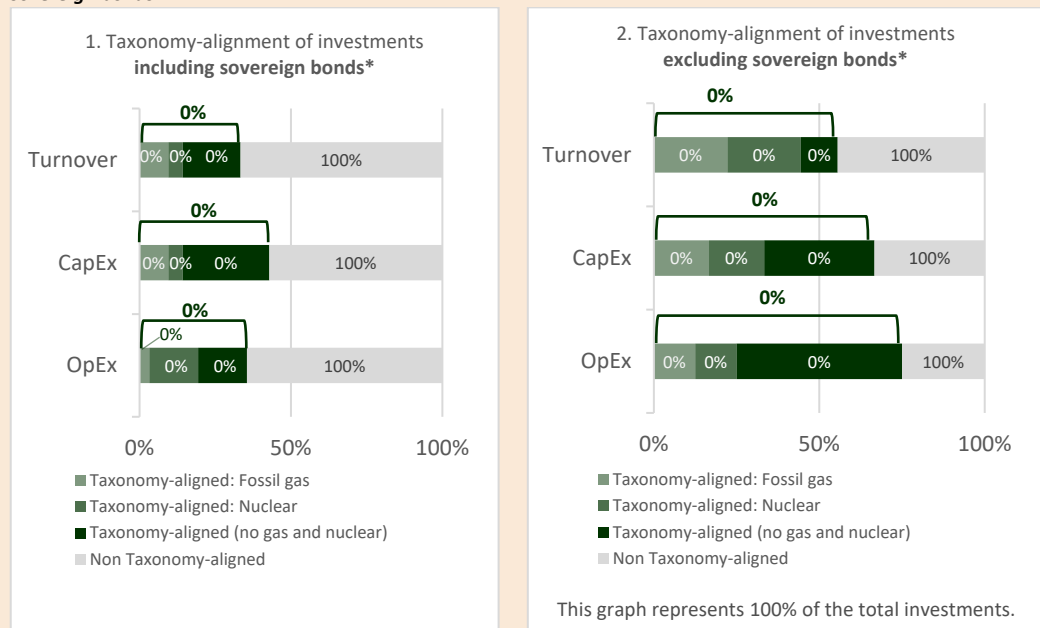 1. Taxonomy-alignment of investments
including sovereign bonds*
0%
Turnover
0% 0% 0% 100%
0%
CapEx
0% 0% 0% 100%
0%
0%
OpEx
0% 0% 100%
0% 50% 100%
Taxonomy-aligned: Fossil gas
Taxonomy-aligned: Nuclear
Taxonomy-aligned (no gas and nuclear)
Non Taxonomy-aligned
2. Taxonomy-alignment of investments
excluding sovereign bonds*
0%
Turnover
0% 0% 0% 100%
0%
CapEx
0% 0% 0% 100%
0%
OpEx
0% 0% 0% 100%
0% 50% 100%
Taxonomy-aligned: Fossil gas
Taxonomy-aligned: Nuclear
Taxonomy-aligned (no gas and nuclear)
Non Taxonomy-aligned
This graph represents 100% of the total investments.